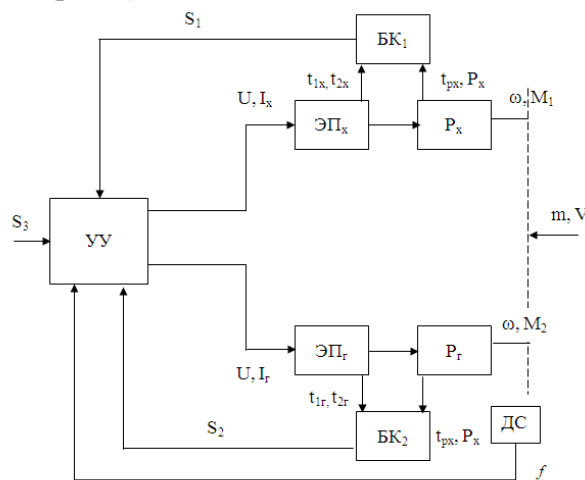 S₁
БК₁
t₁ₓ, t₂ₓ
tₚₓ, Pₓ
U, Iₓ
ω, M₁
ЭПₓ
Pₓ
S₃
УУ
m, V
ω, M₂
ЭПг
Pг
U, Iг
t₁г, t₂г
ДС
S₂
БК₂
tₚₓ, Pₓ
f